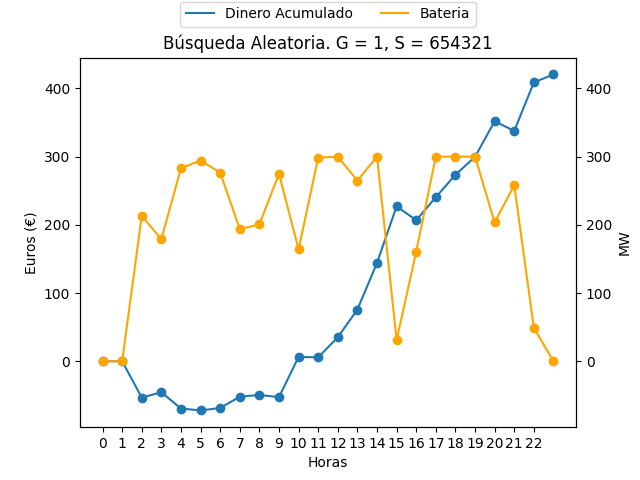 Dinero Acumulado Bateria
Búsqueda Aleatoria. G = 1, S = 654321
400 400
300 300
200 200
100 100
0 0
Euros (€)
MW
0 1 2 3 4 5 6 7 8 9 10 11 12 13 14 15 16 17 18 19 20 21 22
Horas